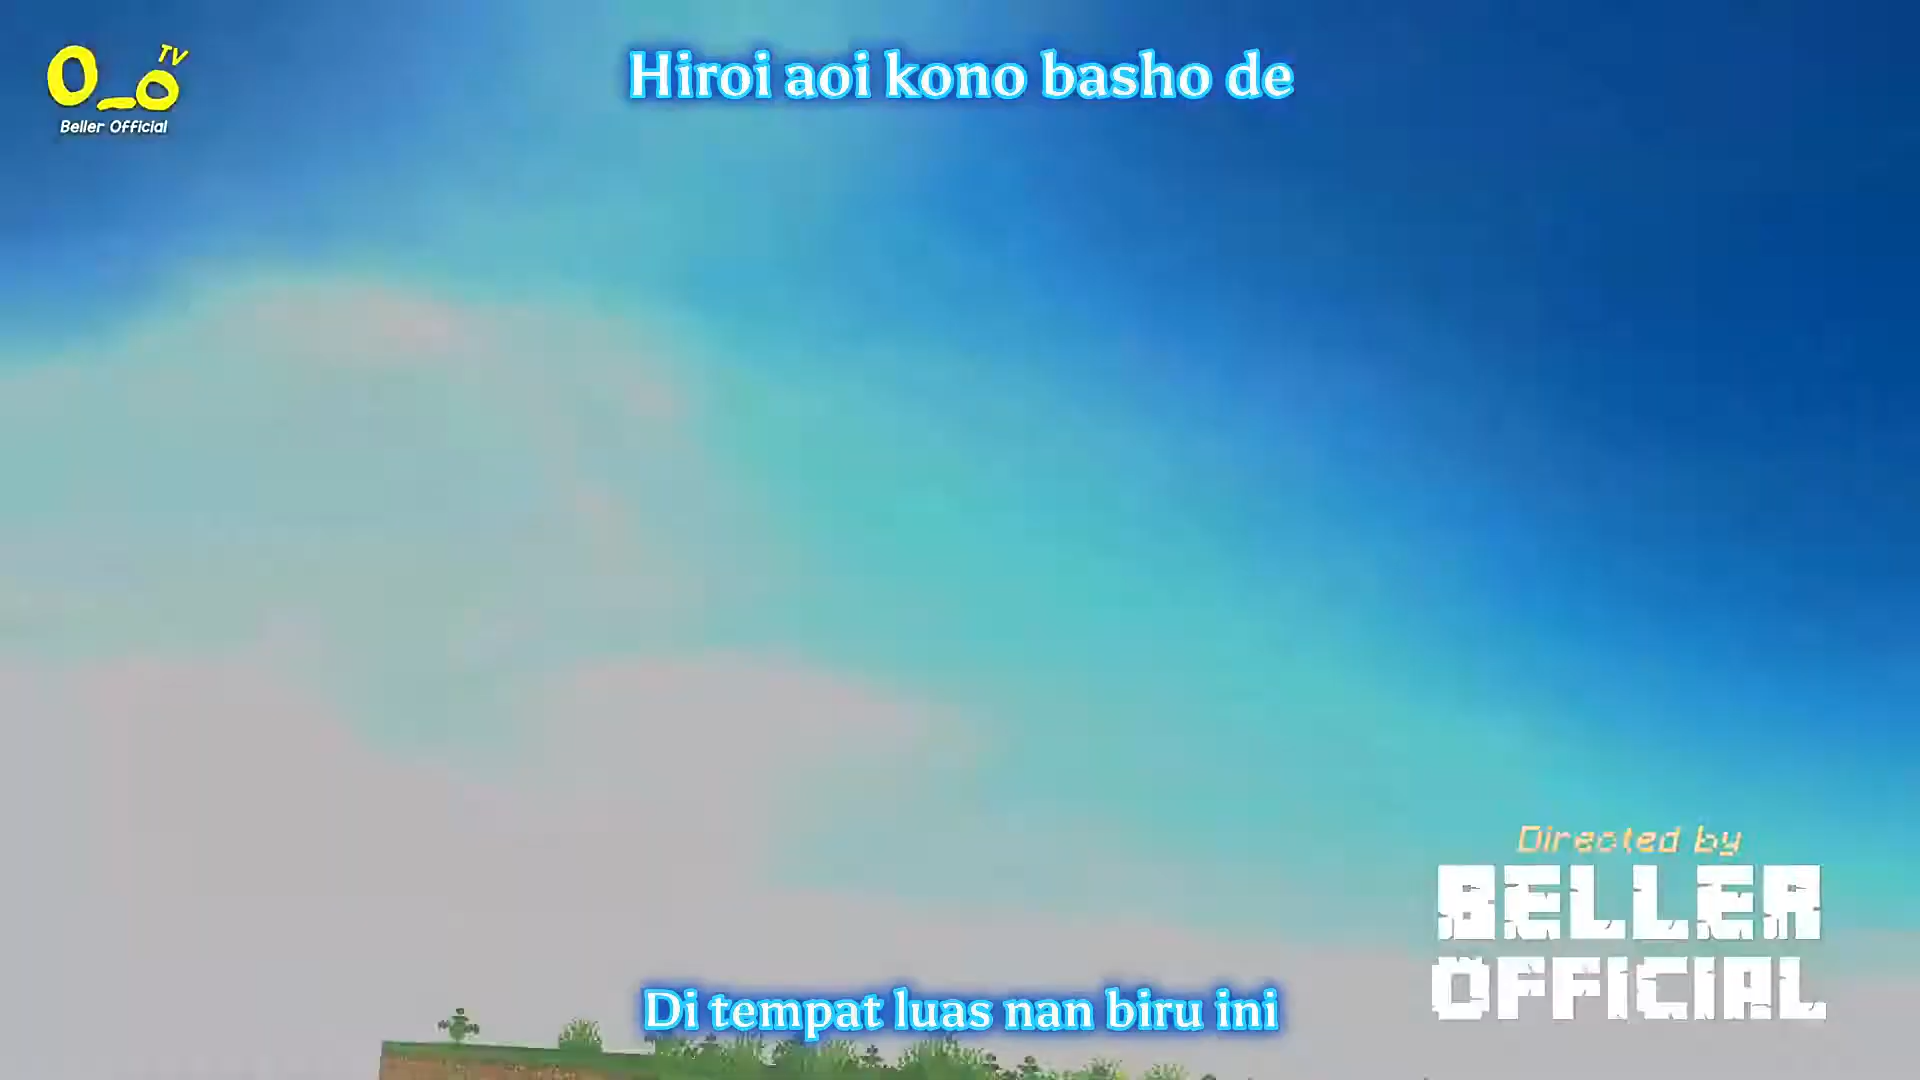 TV
O_o
Beller Official
Hiroi aoi kono basho de
Directed by
BELLER
OFFICIAL
Di tempat luas nan biru ini